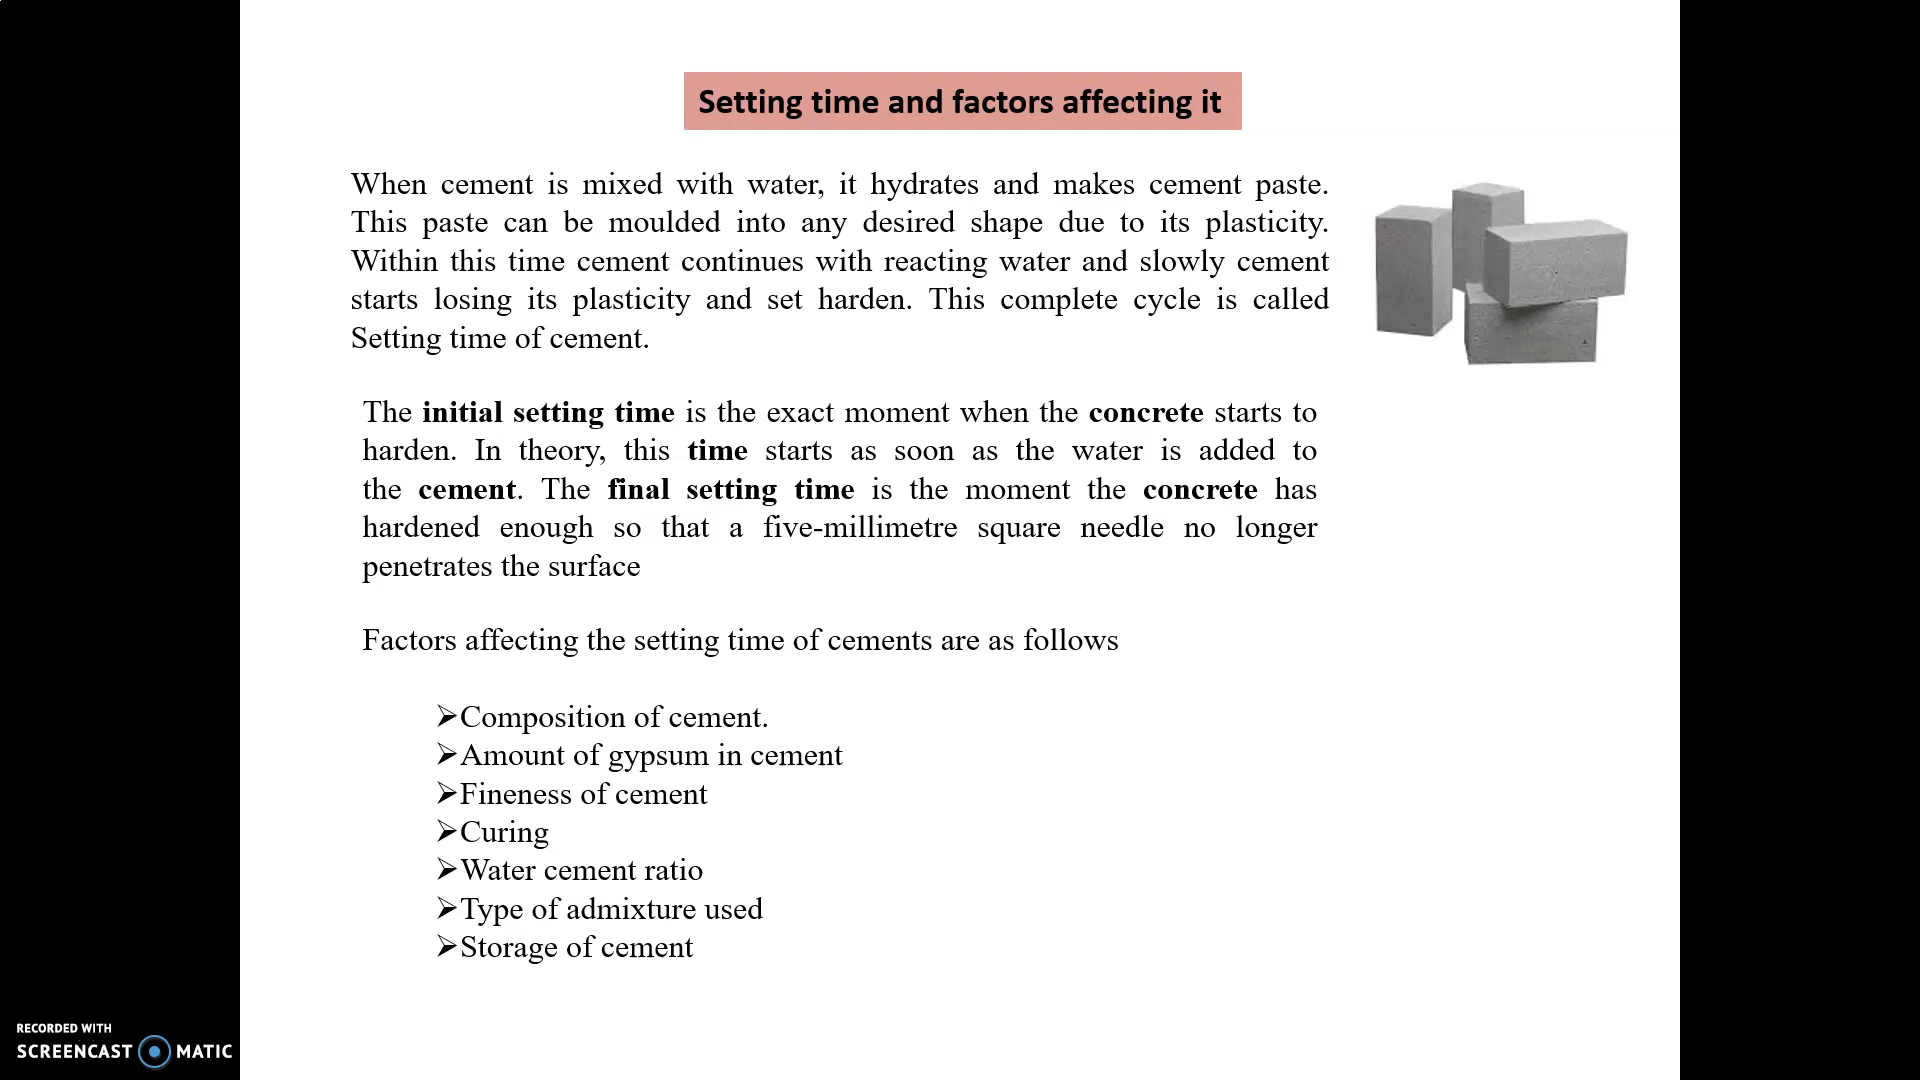 Setting time and factors affecting it
When cement is mixed with water, it hydrates and makes cement paste.
This paste can be moulded into any desired shape due to its plasticity.
Within this time cement continues with reacting water and slowly cement
starts losing its plasticity and set harden. This complete cycle is called
Setting time of cement.
The initial setting time is the exact moment when the concrete starts to
harden. In theory, this time starts as soon as the water is added to
the cement. The final setting time is the moment the concrete has
hardened enough so that a five-millimetre square needle no longer
penetrates the surface
Factors affecting the setting time of cements are as follows
➢Composition of cement.
➢Amount of gypsum in cement
➢Fineness of cement
➢Curing
➢Water cement ratio
➢Type of admixture used
➢Storage of cement
RECORDED WITH
SCREENCAST MATIC